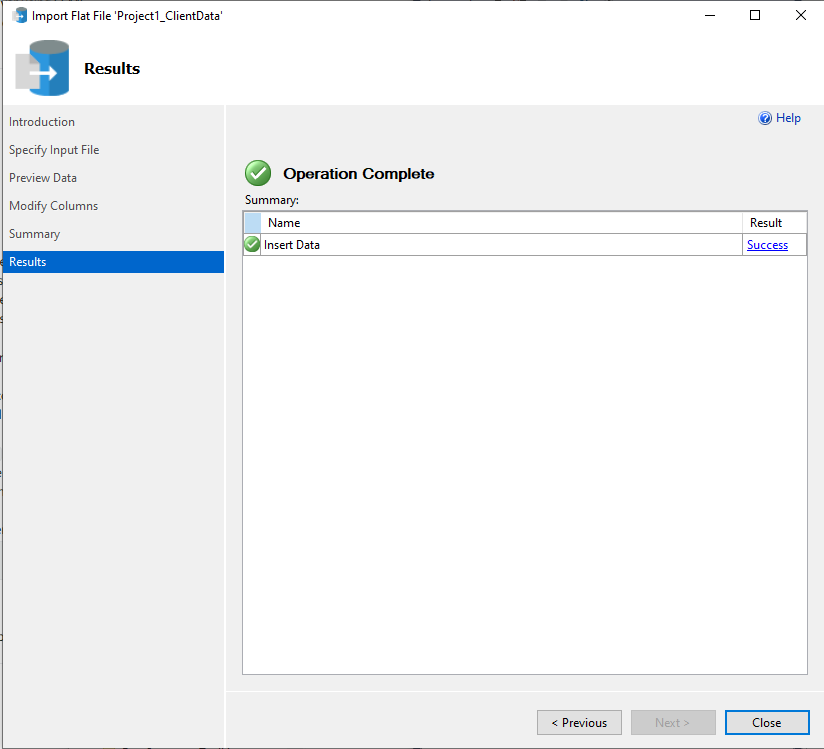 Import Flat File 'Project1_ClientData'
Results
Introduction
Specify Input File
Preview Data
Modify Columns
Summary
Results
Help
Operation Complete
Summary:
Name Result
Insert Data Success
< Previous Next > Close